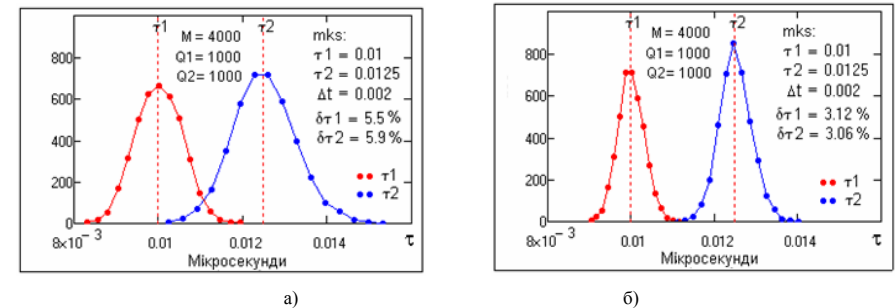 τ1
τ2
M = 4000
Q1 = 1000
Q2= 1000
mks:
τ1 = 0.01
τ2 = 0.0125
Δt = 0.002
δτ1 = 5.5 %
δτ2 = 5.9 %
τ1
τ2
800
600
400
200
0
8×10⁻³
0.01
0.012
0.014
τ
Мікросекунди
а)
τ1
τ2
M = 4000
Q1 = 1000
Q2 = 1000
mks:
τ1 = 0.01
τ2 = 0.0125
Δt = 0.002
δτ1 = 3.12 %
δτ2 = 3.06 %
τ1
τ2
800
600
400
200
0
8×10⁻³
0.01
0.012
0.014
τ
Мікросекунди
б)